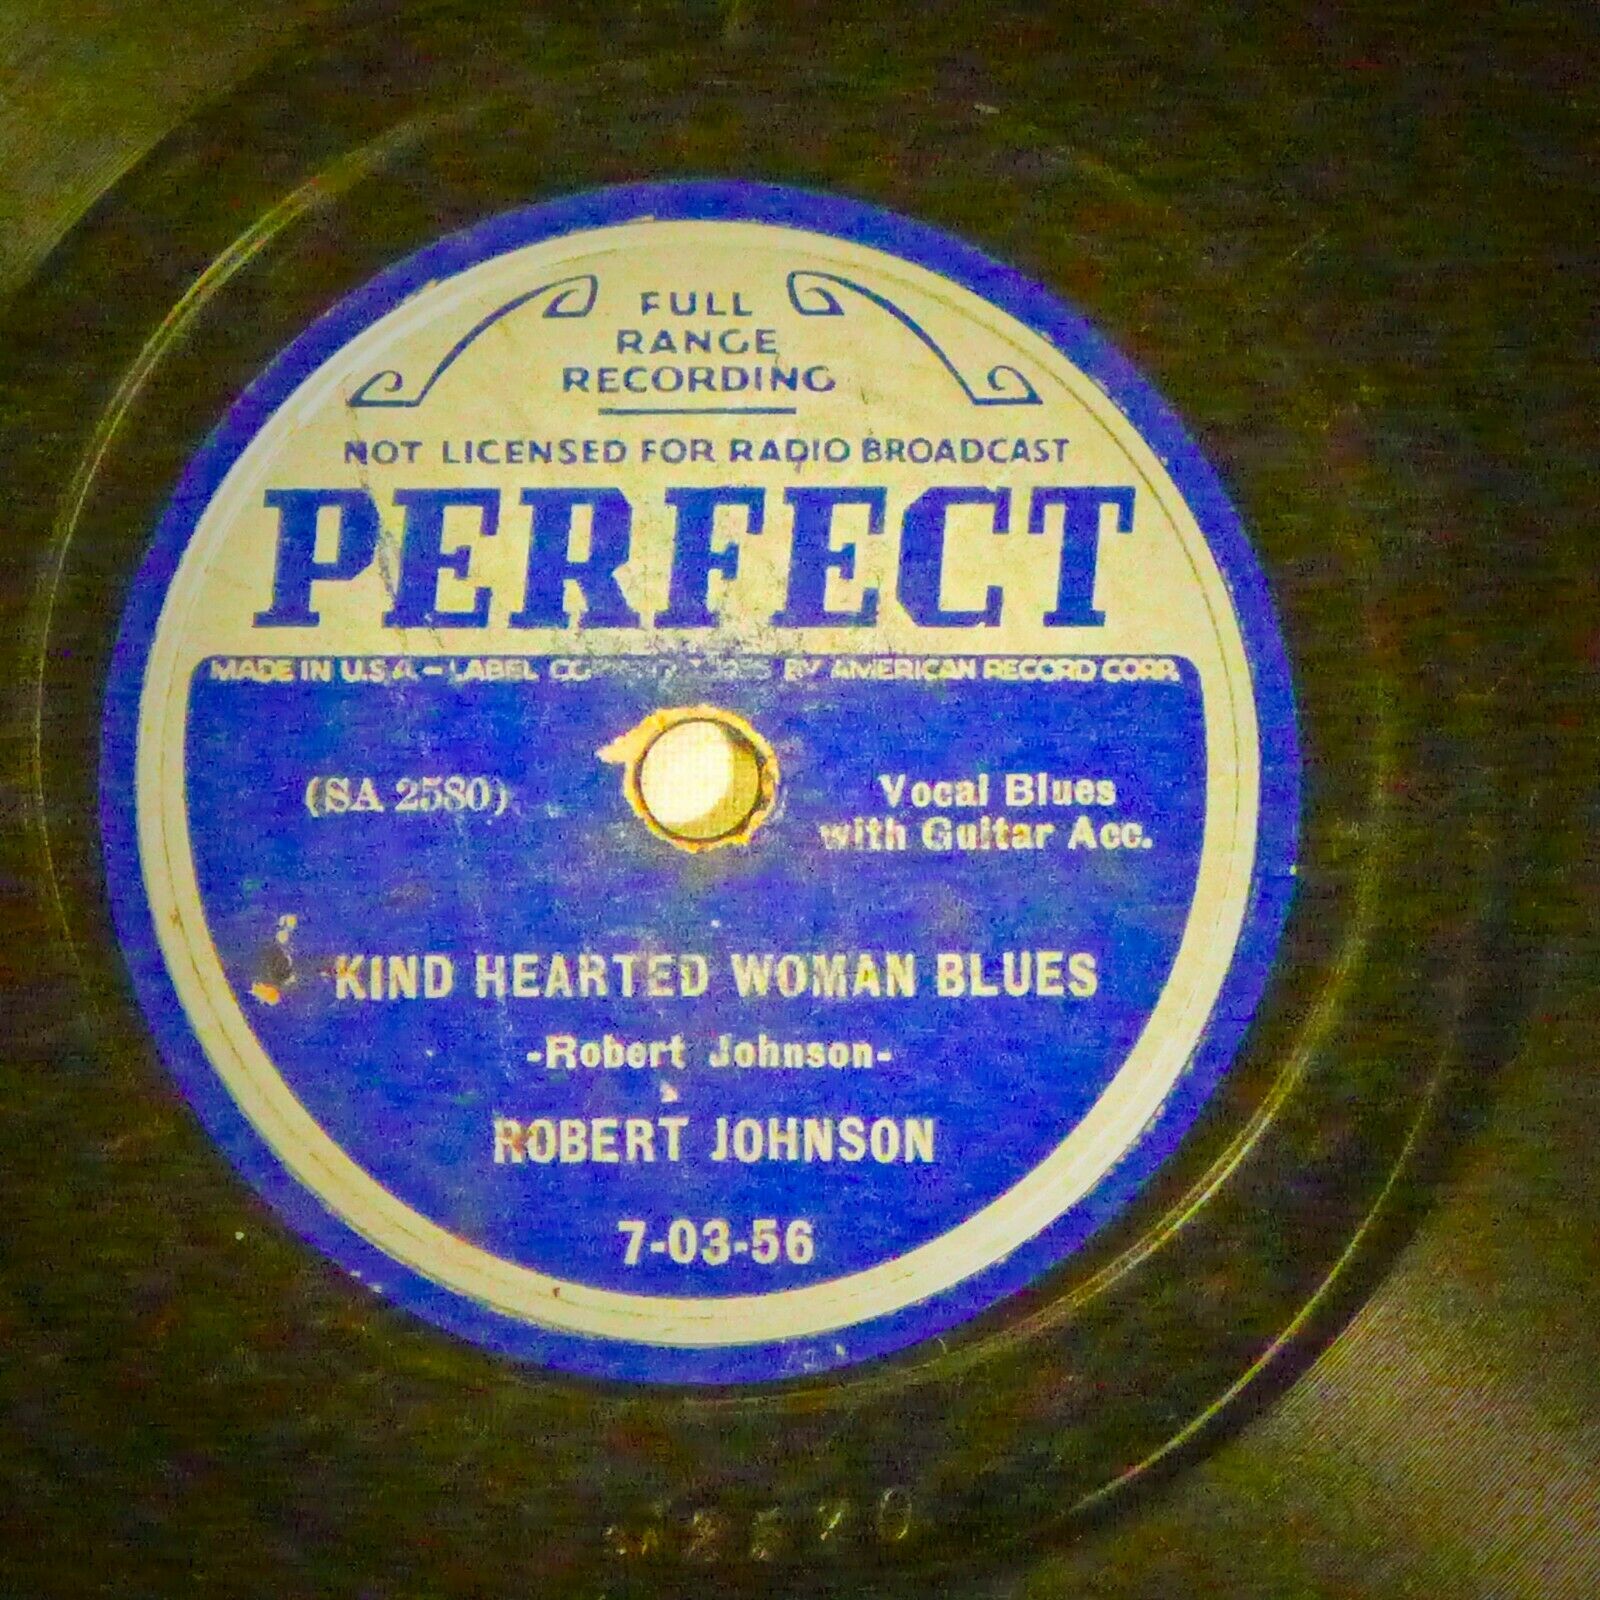 FULL
RANGE
RECORDING
NOT LICENSED FOR RADIO BROADCAST
PERFECT
MADE IN U.S.A. - LABEL BY AMERICAN RECORD CORP.
(SA 2580)
Vocal Blues
with Guitar Acc.
KIND HEARTED WOMAN BLUES
-Robert Johnson-
ROBERT JOHNSON
7-03-56